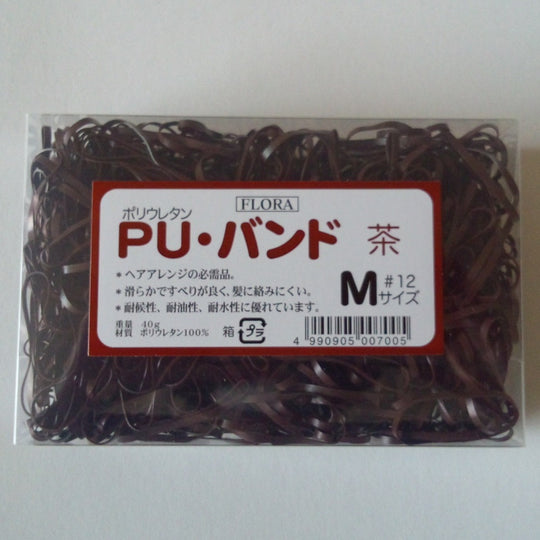 FLORA
ポリウレタン
PU・バンド 茶
*ヘアアレンジの必需品。
*滑らかですべりが良く、髪に絡みにくい。
*耐候性、耐油性、耐水性に優れています。
M #12 サイズ
重量 40g
材質 ポリウレタン100%
箱 プラ
4 990905 007005